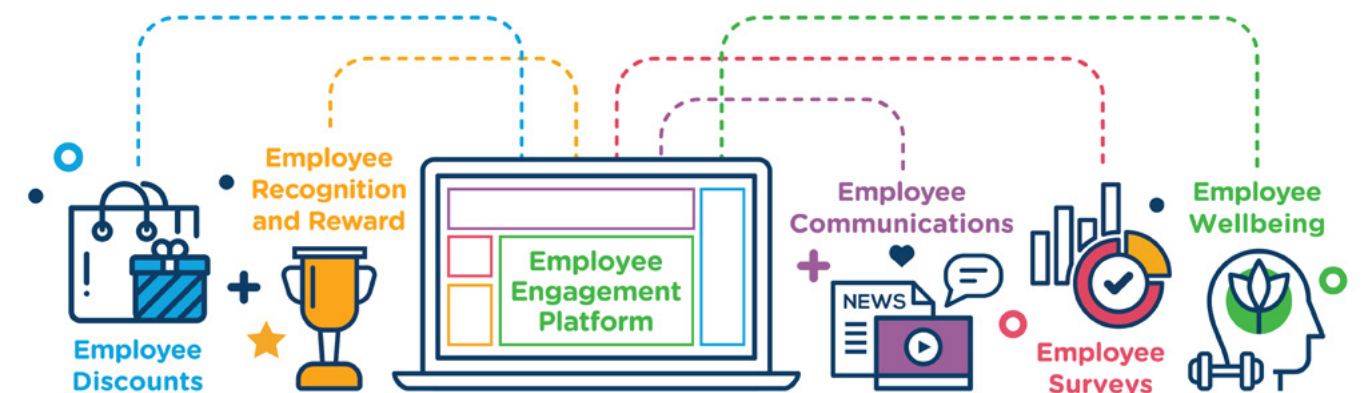 Employee
Discounts
Employee
Recognition
and Reward
Employee
Engagement
Platform
Employee
Communications
NEWS
Employee
Surveys
Employee
Wellbeing